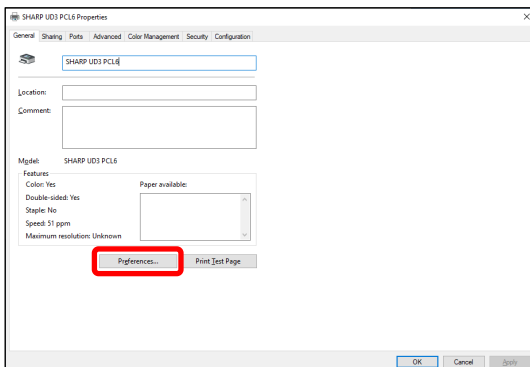 SHARP UD3 PCL6 Properties
General Sharing Ports Advanced Color Management Security Configuration
SHARP UD3 PCL6
Location:
Comment:
Model: SHARP UD3 PCL6
Features
Color: Yes Paper available:
Double-sided: Yes
Staple: No
Speed: 51 ppm
Maximum resolution: Unknown
Preferences... Print Test Page
OK Cancel Apply